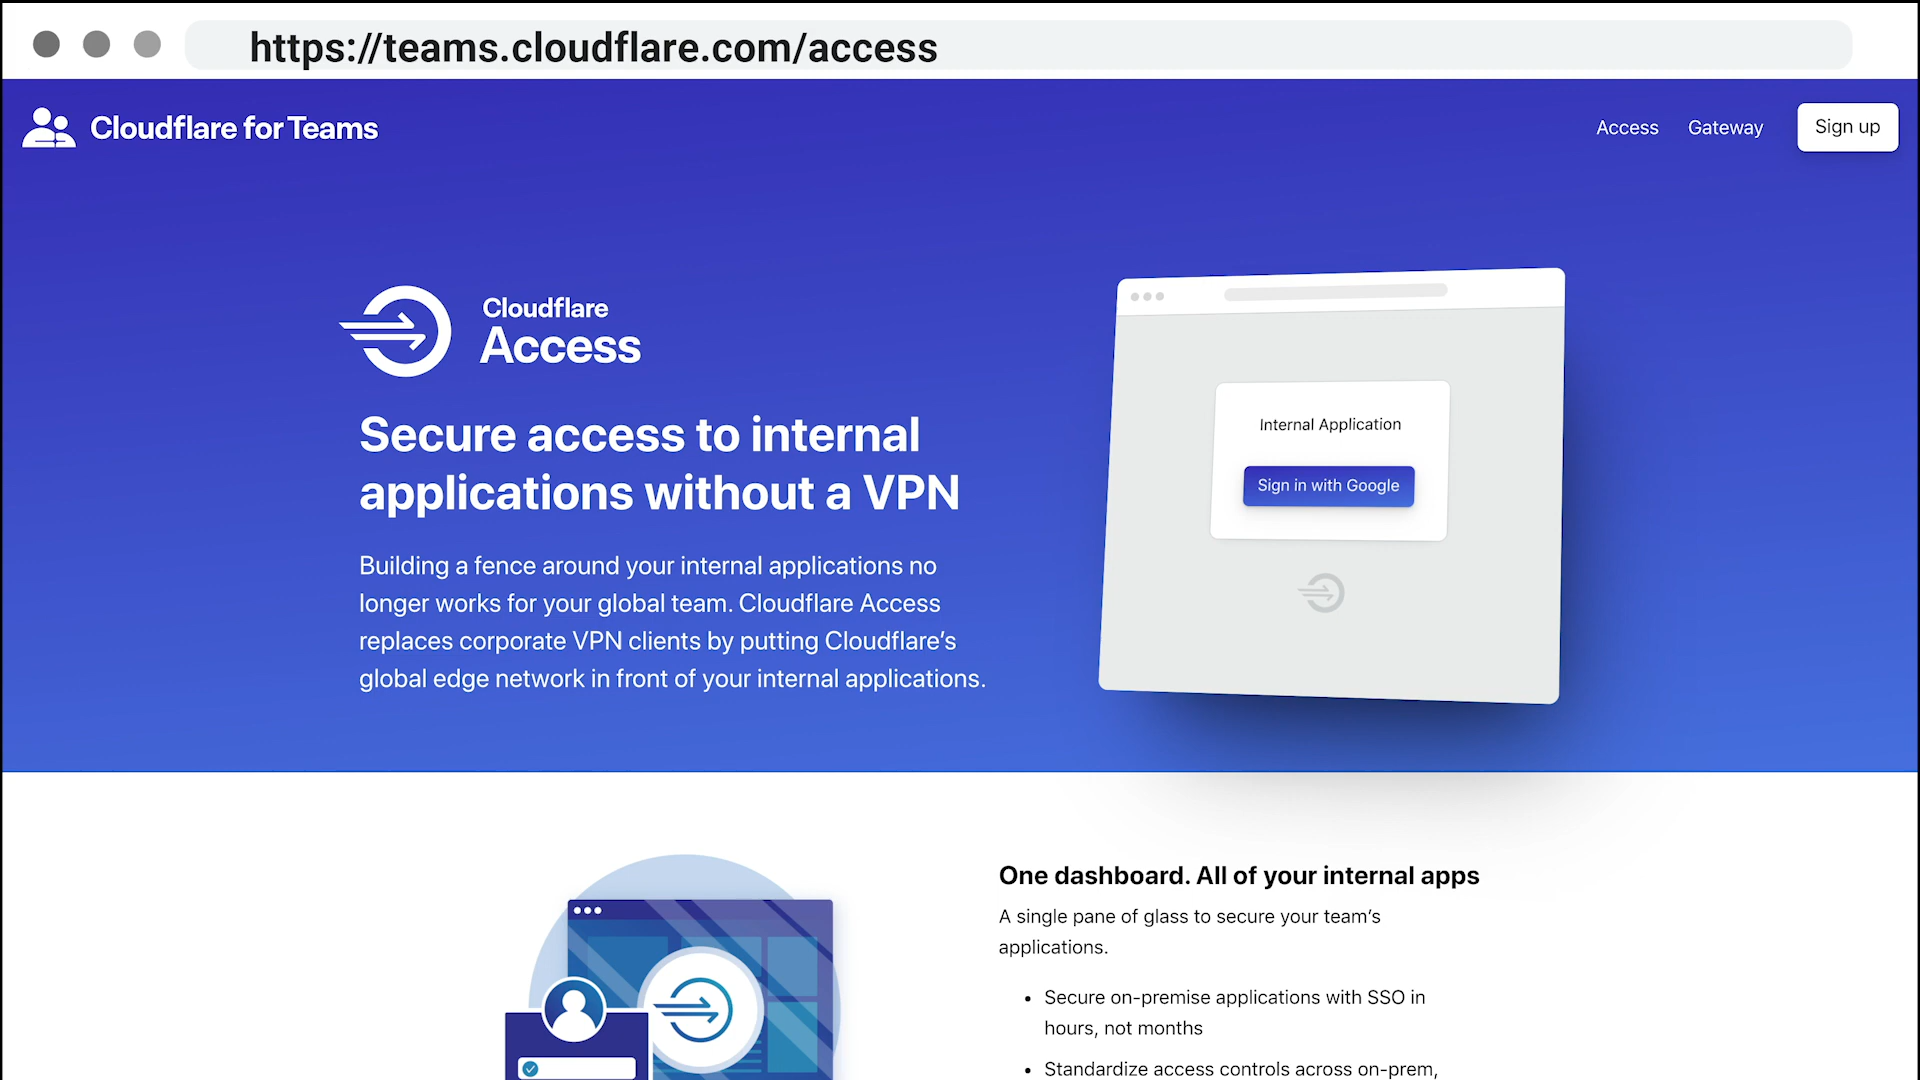 https://teams.cloudflare.com/access
Cloudflare for Teams
Access
Gateway
Sign up
Cloudflare
Access
Secure access to internal
applications without a VPN
Building a fence around your internal applications no
longer works for your global team. Cloudflare Access
replaces corporate VPN clients by putting Cloudflare’s
global edge network in front of your internal applications.
Internal Application
Sign in with Google
One dashboard. All of your internal apps
A single pane of glass to secure your team’s
applications.
• Secure on-premise applications with SSO in
hours, not months
• Standardize access controls across on-prem,